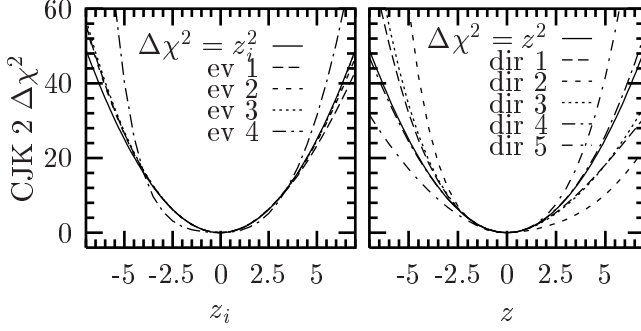 60
40
20
0
CJK 2 Δχ²
Δχ² = z_i²
ev 1
ev 2
ev 3
ev 4
-5 -2.5 0 2.5 5
z_i
Δχ² = z²
dir 1
dir 2
dir 3
dir 4
dir 5
-5 -2.5 0 2.5 5
z